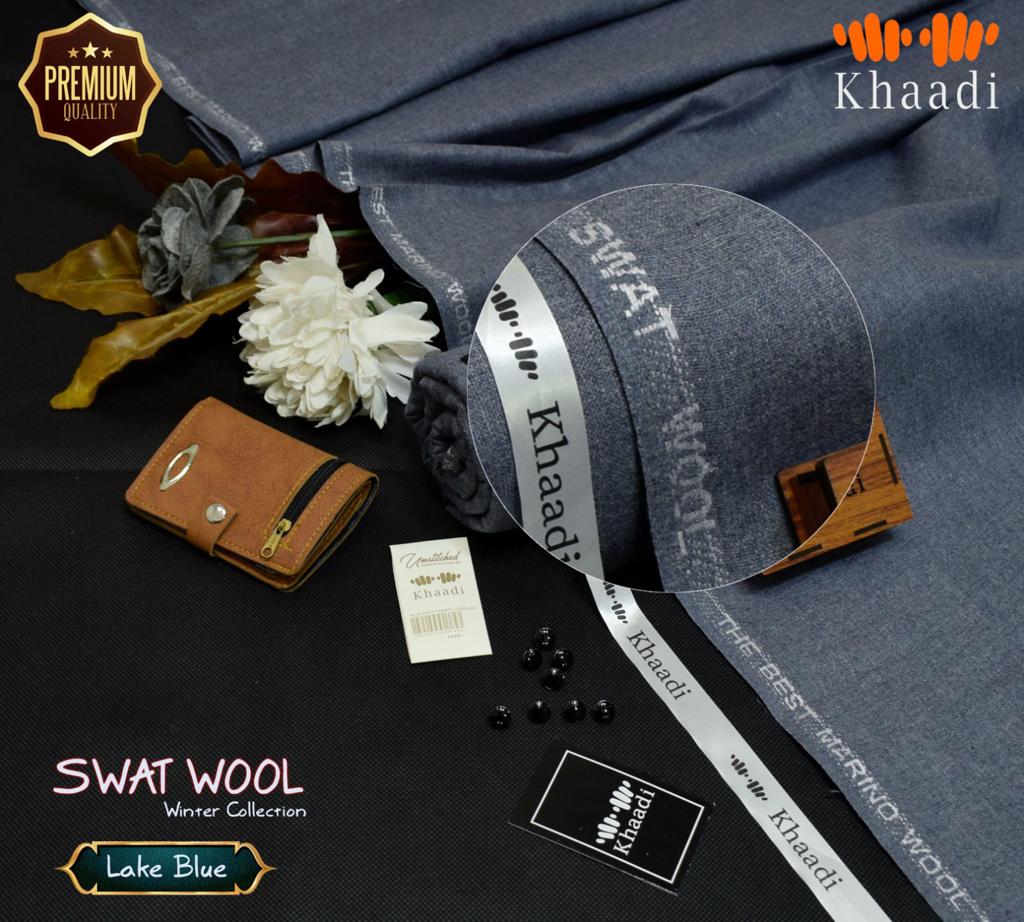 PREMIUM
QUALITY
Khaadi
THE BEST MARINO WOOL
SWAT WOOL
Khaadi
Unstitched
Khaadi
Khaadi
THE BEST MARINO WOOL
Khaadi
Khaadi
SWAT WOOL
Winter Collection
Lake Blue